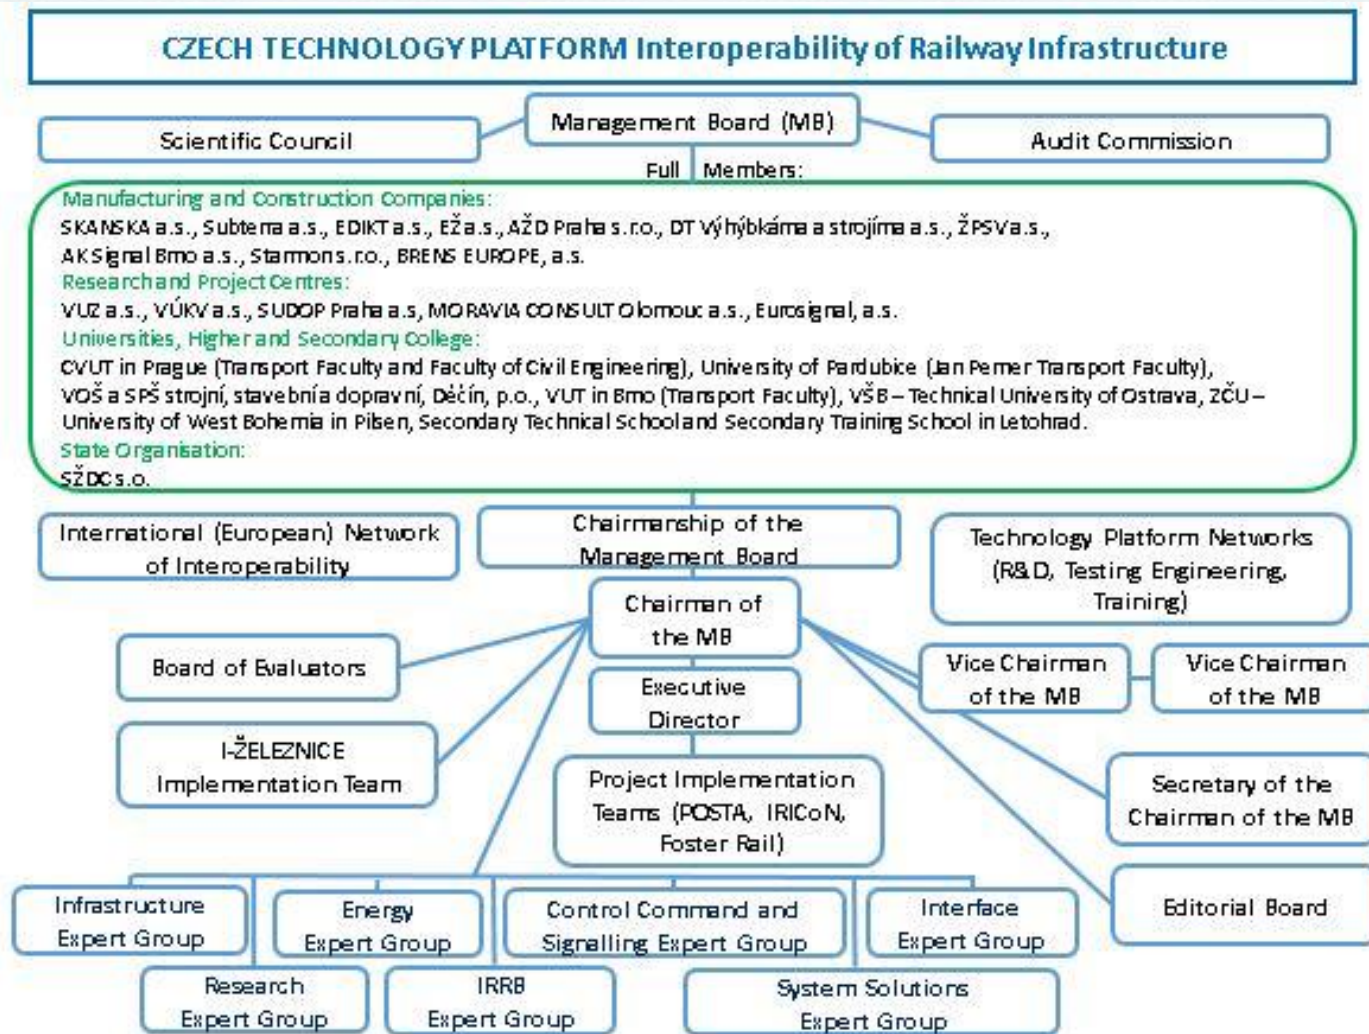 CZECH TECHNOLOGY PLATFORM Interoperability of Railway Infrastructure
Scientific Council
Management Board (MB)
Audit Commission
Full Members:
Manufacturing and Construction Companies:
SKANSKA a.s., Subterra a.s., EDIKT a.s., EŽ a.s., AŽD Praha s.r.o., DT Výhýbkárna a strojírna a.s., ŽPSV a.s.,
AK Signal Brno a.s., Starmon s.r.o., BRENS EUROPE, a.s.
Research and Project Centres:
VUZ a.s., VÚKV a.s., SUDOP Praha a.s, MORAVIA CONSULT Olomouc a.s., Eurosignal, a.s.
Universities, Higher and Secondary College:
CVUT in Prague (Transport Faculty and Faculty of Civil Engineering), University of Pardubice (Jan Perner Transport Faculty),
VOŠ a SPŠ strojní, stavební a dopravní, Děčín, p.o., VUT in Brno (Transport Faculty), VŠB – Technical University of Ostrava, ZČU –
University of West Bohemia in Pilsen, Secondary Technical School and Secondary Training School in Letohrad.
State Organisation:
SŽDC s.o.
International (European) Network
of Interoperability
Chairmanship of the
Management Board
Technology Platform Networks
(R&D, Testing Engineering,
Training)
Chairman of
the MB
Board of Evaluators
Vice Chairman
of the MB
Vice Chairman
of the MB
Executive
Director
I-ŽELEZNICE
Implementation Team
Project Implementation
Teams (POSTA, IRICoN,
Foster Rail)
Secretary of the
Chairman of the MB
Editorial Board
Infrastructure
Expert Group
Energy
Expert Group
Control Command and
Signalling Expert Group
Interface
Expert Group
Research
Expert Group
IRRB
Expert Group
System Solutions
Expert Group